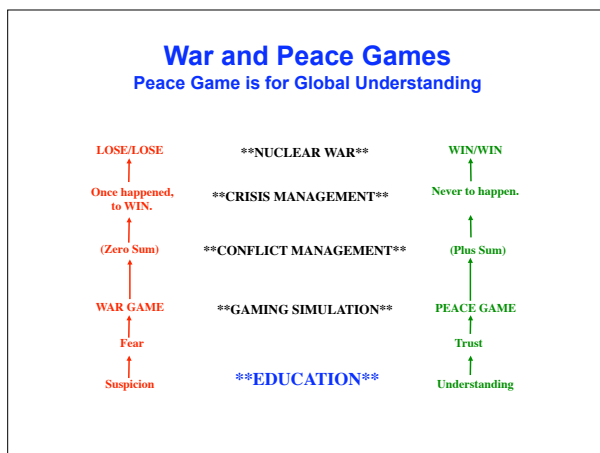 War and Peace Games
Peace Game is for Global Understanding
LOSE/LOSE
**NUCLEAR WAR**
WIN/WIN
Once happened,
to WIN.
**CRISIS MANAGEMENT**
Never to happen.
(Zero Sum)
**CONFLICT MANAGEMENT**
(Plus Sum)
WAR GAME
**GAMING SIMULATION**
PEACE GAME
Fear
Trust
Suspicion
**EDUCATION**
Understanding